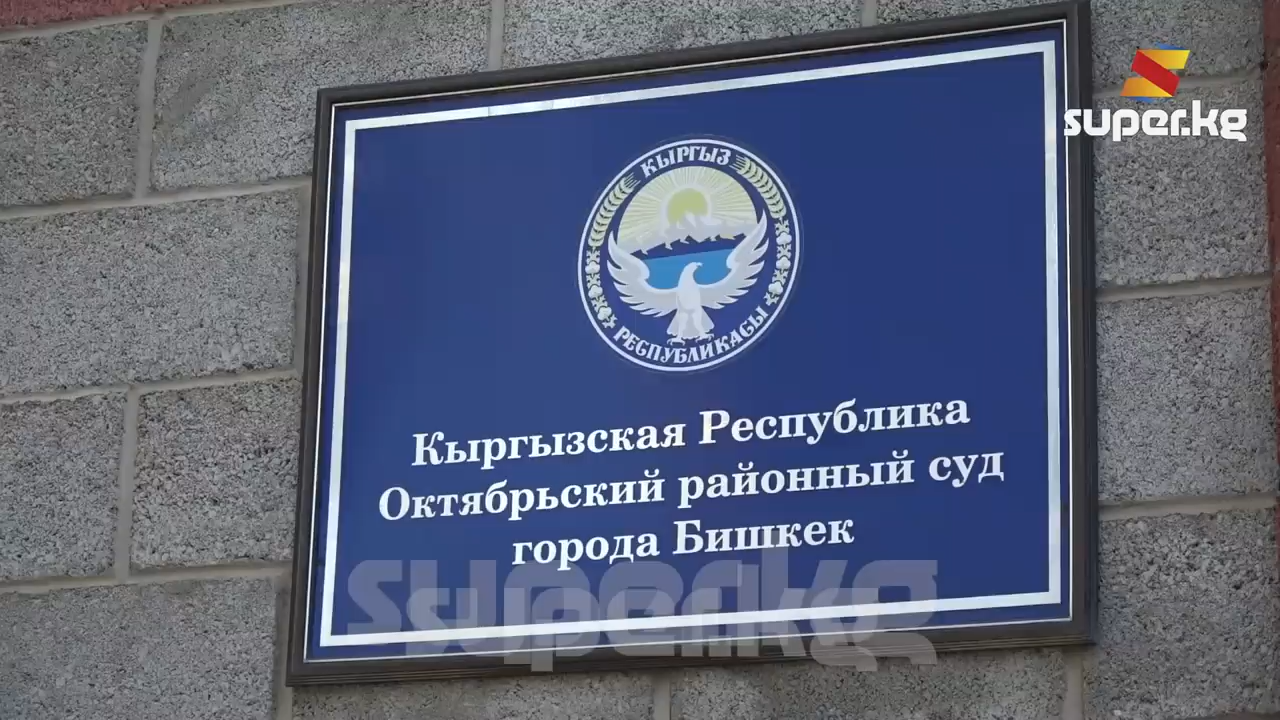 super.kg
КЫРГЫЗ
РЕСПУБЛИКАСЫ
Кыргызская Республика
Октябрьский районный суд
города Бишкек
super.kg